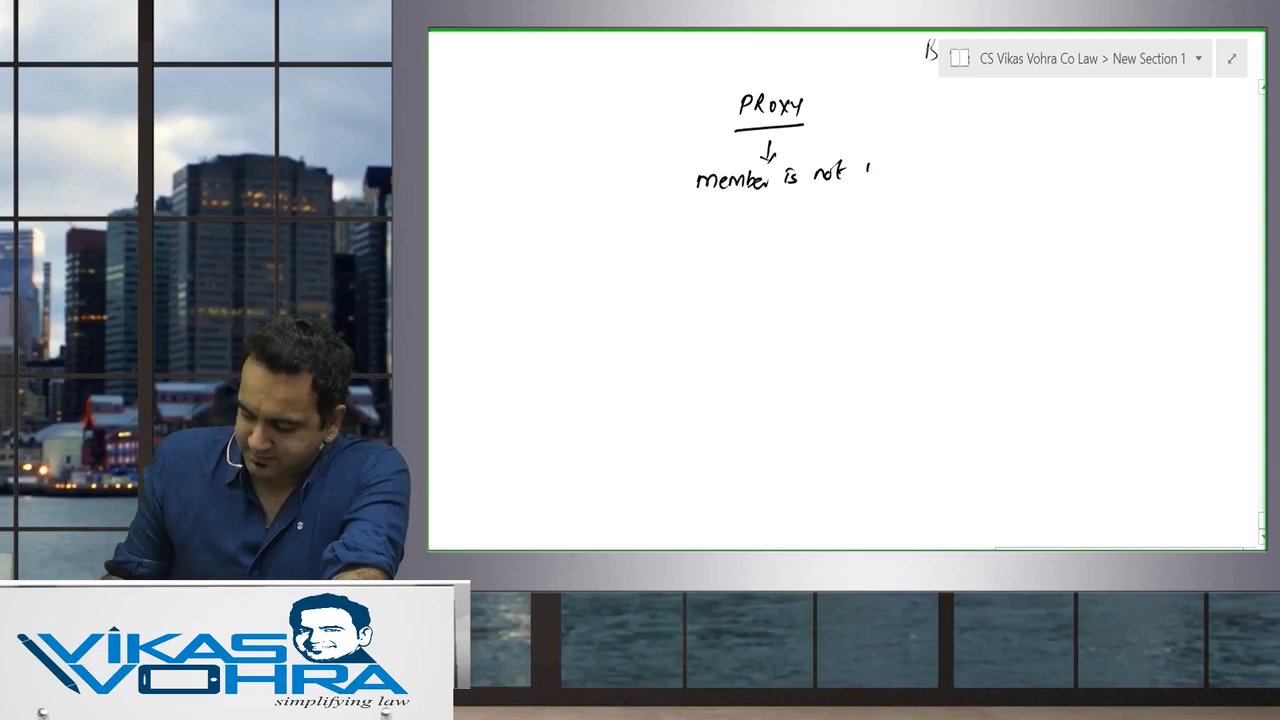 CS Vikas Vohra Co Law > New Section 1
PROXY
member is not
VIKAS
VOHRA
simplifying law